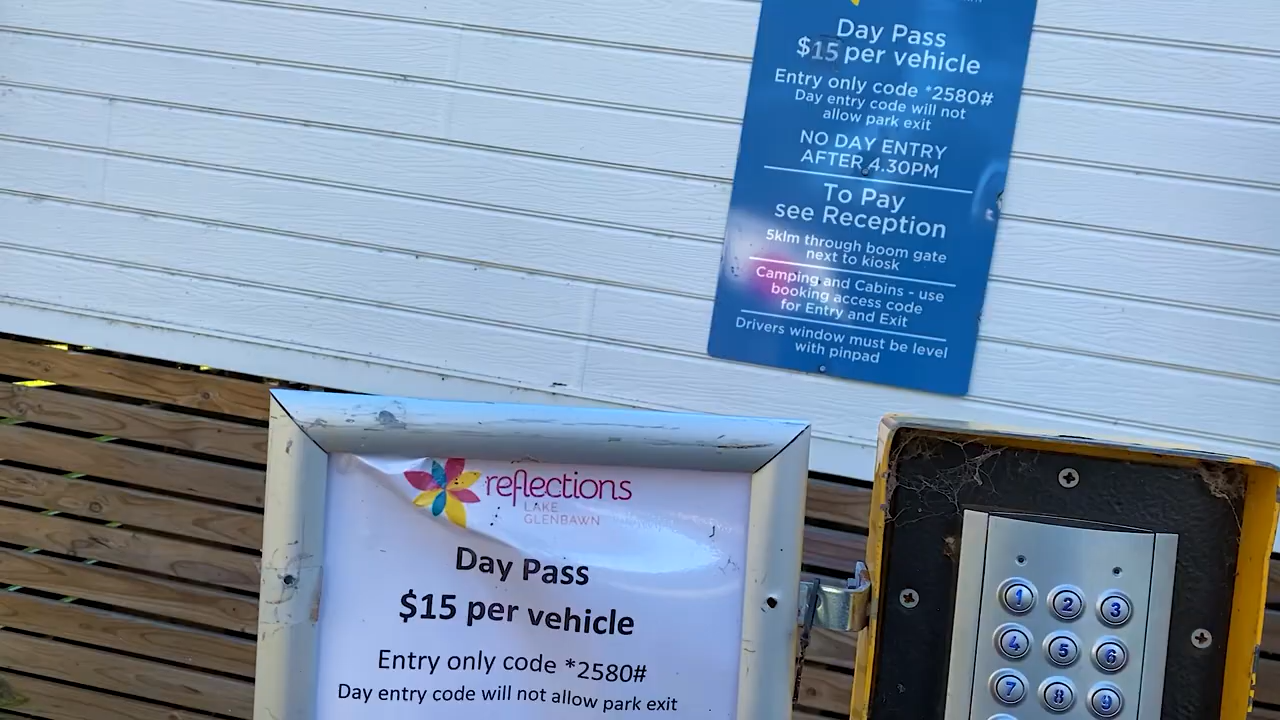 Day Pass
$15 per vehicle
Entry only code *2580#
Day entry code will not
allow park exit
NO DAY ENTRY
AFTER 4.30PM
To Pay
see Reception
5klm through boom gate
next to kiosk
Camping and Cabins - use
booking access code
for Entry and Exit
Drivers window must be level
with pinpad
reflections
LAKE
GLENBAWN
Day Pass
$15 per vehicle
Entry only code *2580#
Day entry code will not allow park exit
1 2 3
4 5 6
7 8 9